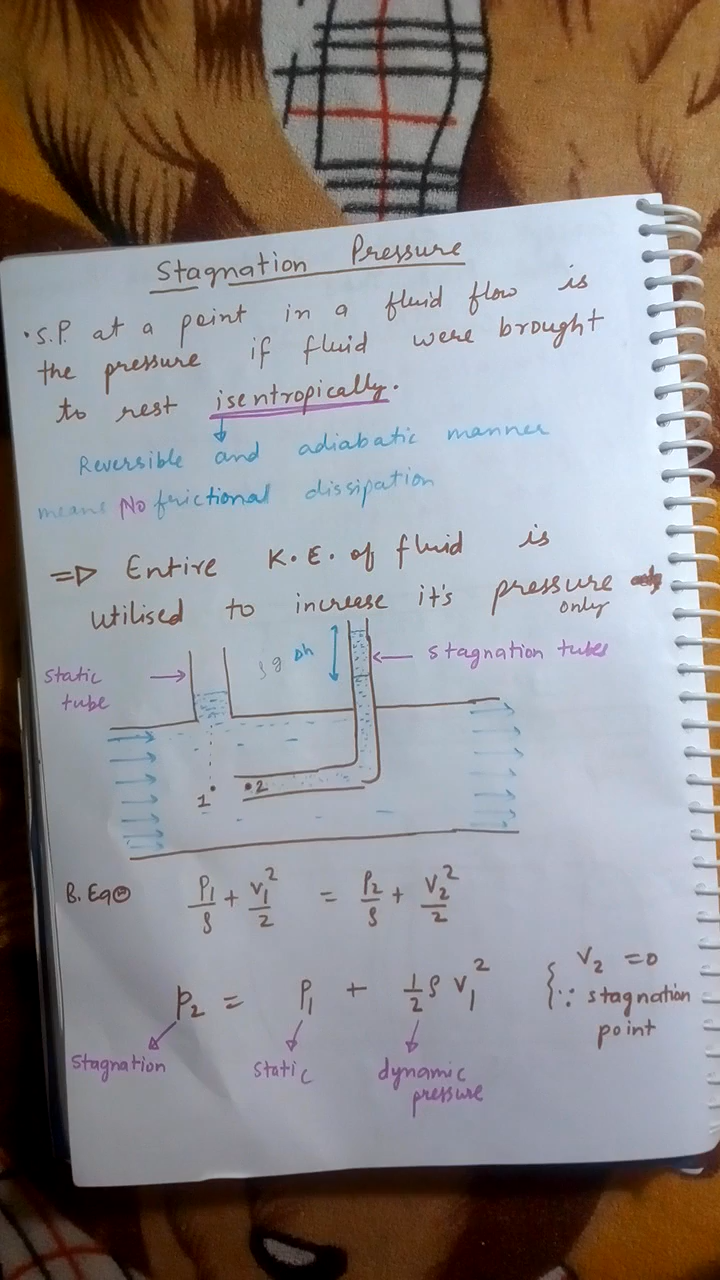 Stagnation Pressure
• S.P. at a point in a fluid flow is
the pressure if fluid were brought
to rest isentropically.
Reversible and adiabatic manner
means No frictional dissipation
⇒ Entire K.E. of fluid is
utilised to increase it's pressure
only
static
tube
ρg Δh
stagnation tube
1
2
B. Eqⁿ
P₁/ρ + V₁²/2 = P₂/ρ + V₂²/2
P₂ = P₁ + 1/2 ρ V₁² { V₂ = 0
∵ stagnation
point
stagnation
static
dynamic
pressure